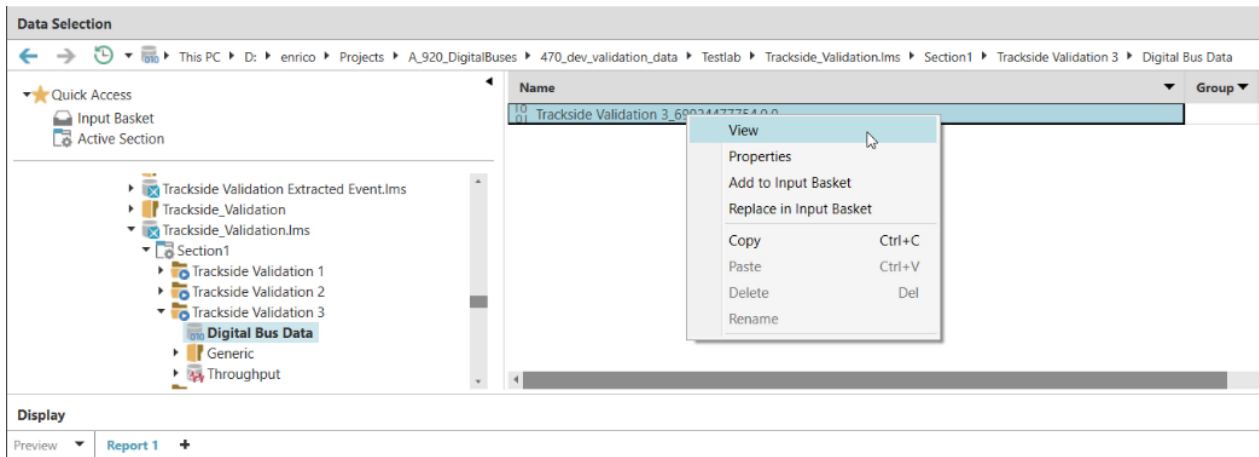 Data Selection
This PC D: enrico Projects A_920_DigitalBuses 470_dev_validation_data Testlab Trackside_Validation.lms Section1 Trackside Validation 3 Digital Bus Data
Quick Access
Input Basket
Active Section
Trackside Validation Extracted Event.lms
Trackside_Validation
Trackside_Validation.lms
Section1
Trackside Validation 1
Trackside Validation 2
Trackside Validation 3
Digital Bus Data
Generic
Throughput
Name Group
Trackside Validation
View
Properties
Add to Input Basket
Replace in Input Basket
Copy Ctrl+C
Paste Ctrl+V
Delete Del
Rename
Display
Preview Report 1 +